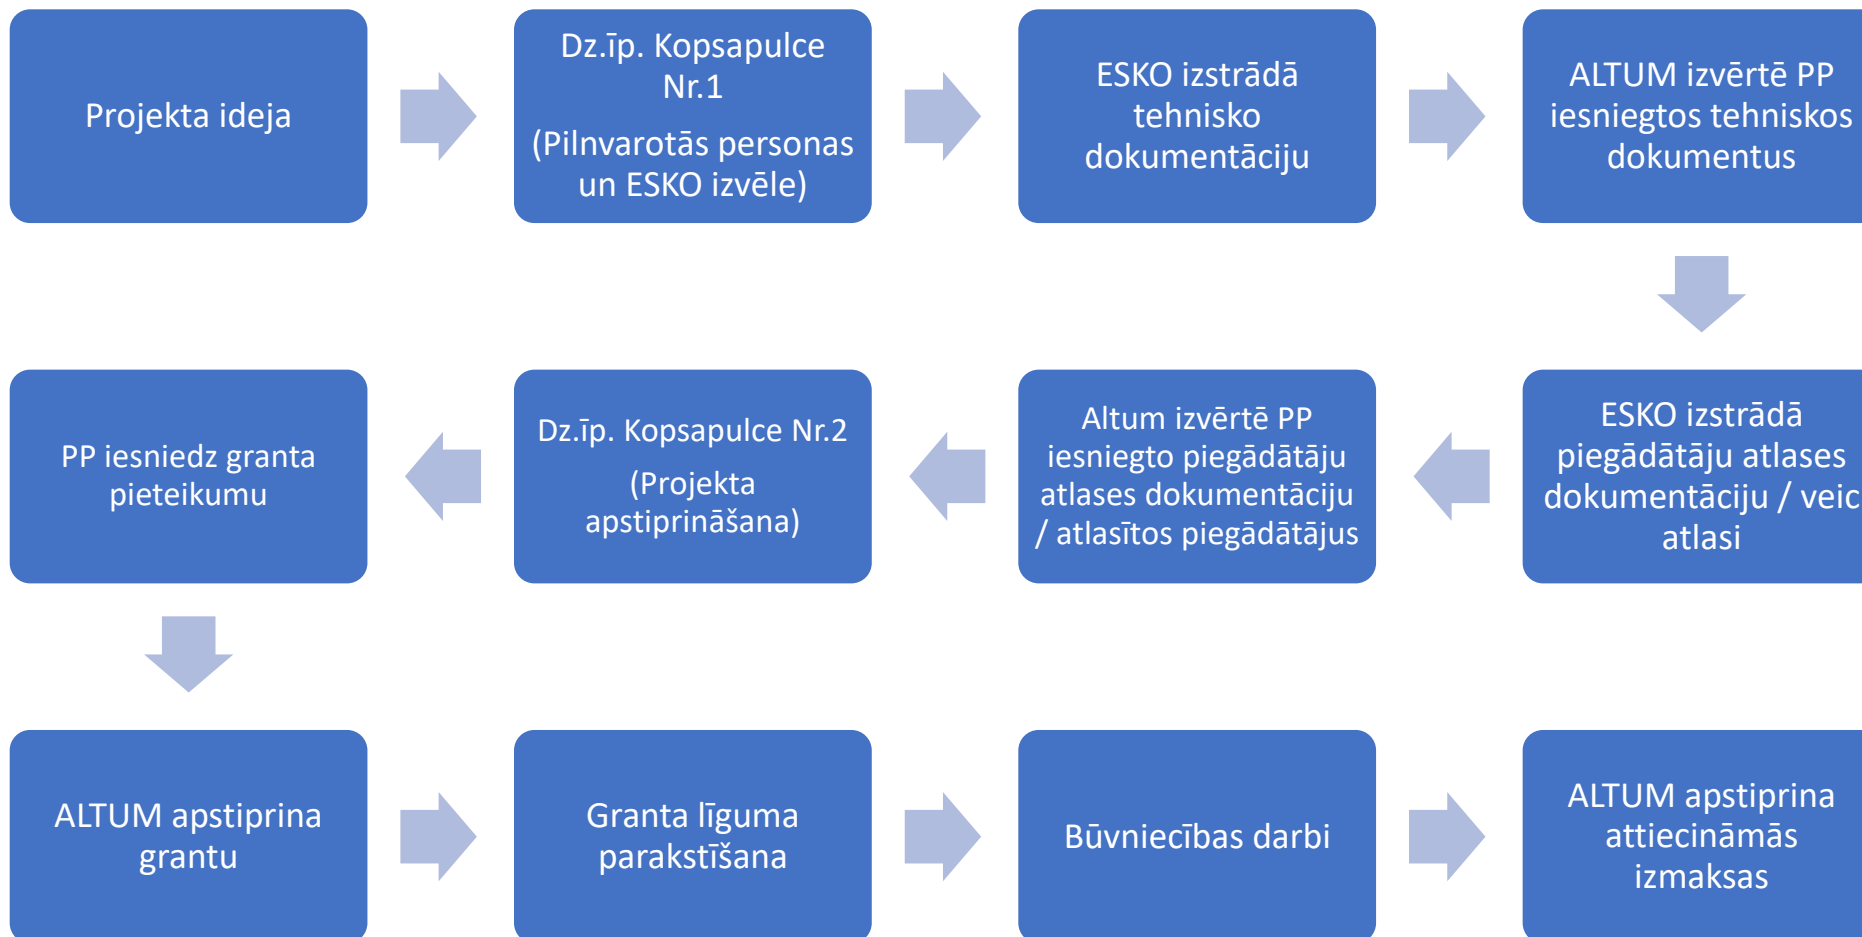 Projekta ideja
Dz.īp. Kopsapulce
Nr.1
(Pilnvarotās personas
un ESKO izvēle)
ESKO izstrādā
tehnisko
dokumentāciju
ALTUM izvērtē PP
iesniegtos tehniskos
dokumentus
ESKO izstrādā
piegādātāju atlases
dokumentāciju / veic
atlasi
Altum izvērtē PP
iesniegto piegādātāju
atlases dokumentāciju
/ atlasītos piegādātājus
Dz.īp. Kopsapulce Nr.2
(Projekta
apstiprināšana)
PP iesniedz granta
pieteikumu
ALTUM apstiprina
grantu
Granta līguma
parakstīšana
Būvniecības darbi
ALTUM apstiprina
attiecināmās
izmaksas